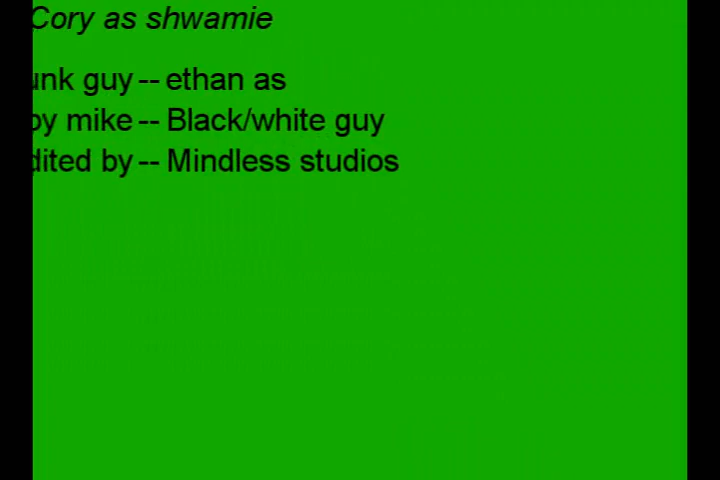 Cory as shwamie
unk guy -- ethan as
by mike -- Black/white guy
dited by -- Mindless studios